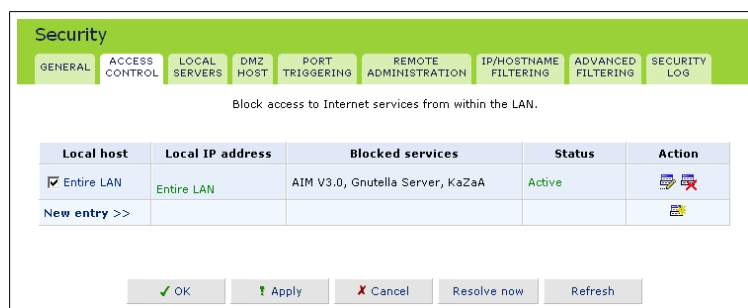 Security
GENERAL ACCESS CONTROL LOCAL SERVERS DMZ HOST PORT TRIGGERING REMOTE ADMINISTRATION IP/HOSTNAME FILTERING ADVANCED FILTERING SECURITY LOG
Block access to Internet services from within the LAN.
Local host Local IP address Blocked services Status Action
Entire LAN Entire LAN AIM V3.0, Gnutella Server, KaZaA Active
New entry >>
OK Apply Cancel Resolve now Refresh